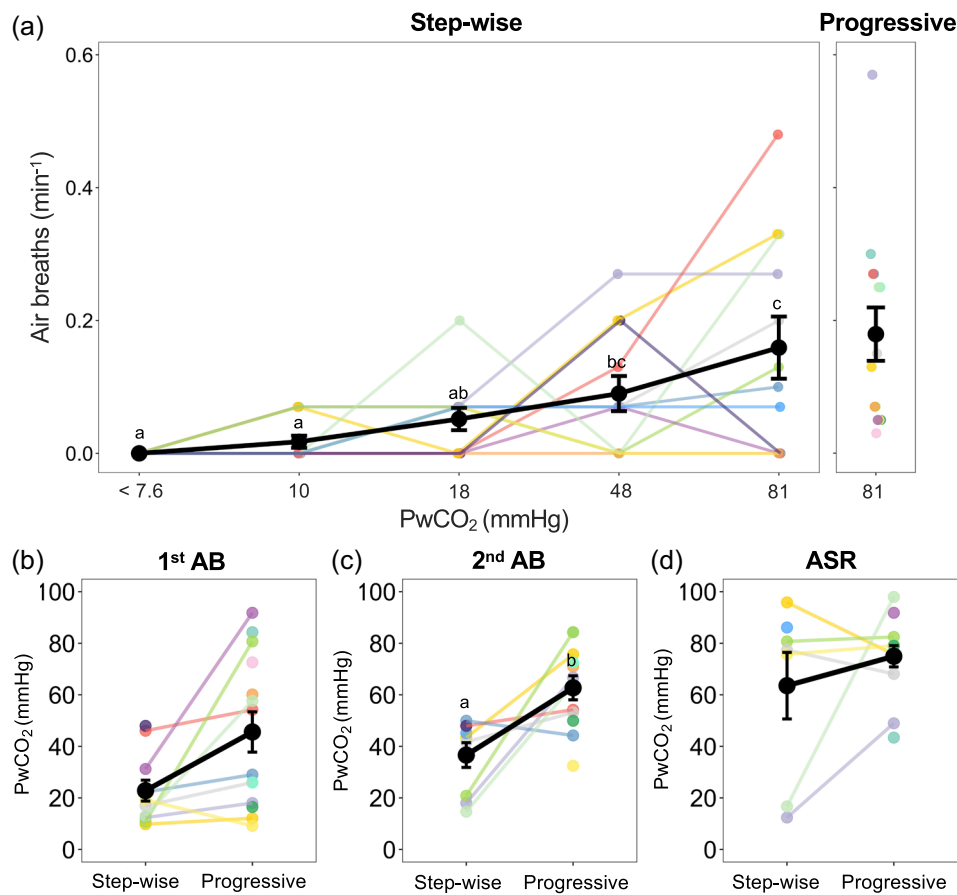 (a) Step-wise Progressive
0.6
0.4
0.2
0.0
Air breaths (min⁻¹)
a a ab bc c
< 7.6 10 18 48 81 81
PwCO₂ (mmHg)
(b) 1ˢᵗ AB (c) 2ⁿᵈ AB (d) ASR
100 100 100
80 80 80
60 60 60
40 40 40
20 20 20
0 0 0
PwCO₂ (mmHg) PwCO₂ (mmHg) PwCO₂ (mmHg)
a b
Step-wise Progressive Step-wise Progressive Step-wise Progressive